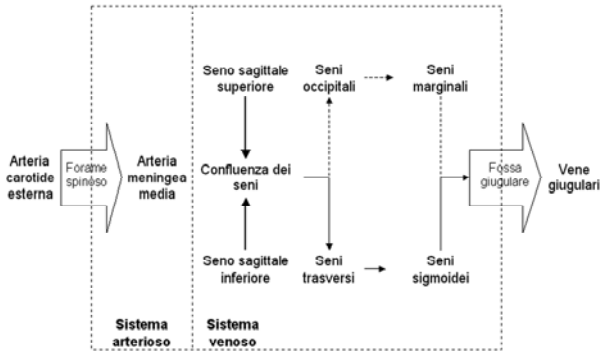 Seno sagittale
superiore
Seni
occipitali
Seni
marginali
Arteria
carotide
esterna
Forame
spinoso
Arteria
meningea
media
Confluenza dei
seni
Fossa
giugulare
Vene
giugulari
Seno sagittale
inferiore
Seni
trasversi
Seni
sigmoidei
Sistema
arterioso
Sistema
venoso